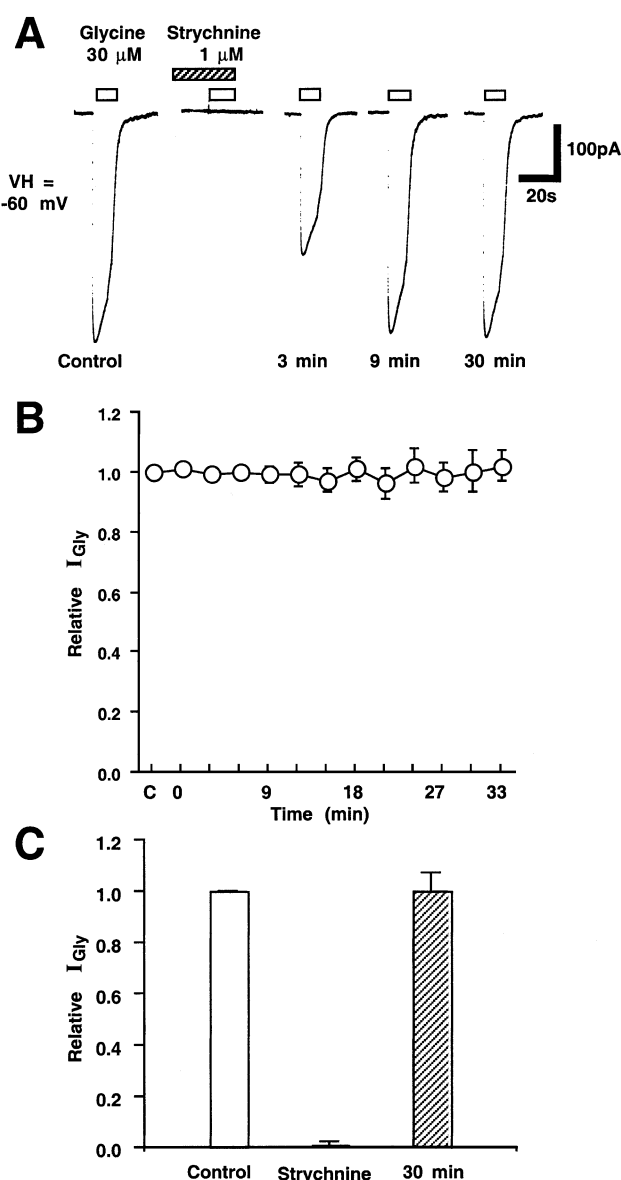 A
Glycine Strychnine
30 μM 1 μM
VH =
-60 mV
100pA
20s
Control 3 min 9 min 30 min
B
1.2
1.0
0.8
0.6
0.4
0.2
0.0
Relative IGly
C 0 9 18 27 33
Time (min)
C
1.2
1.0
0.8
0.6
0.4
0.2
0.0
Relative IGly
Control Strychnine 30 min